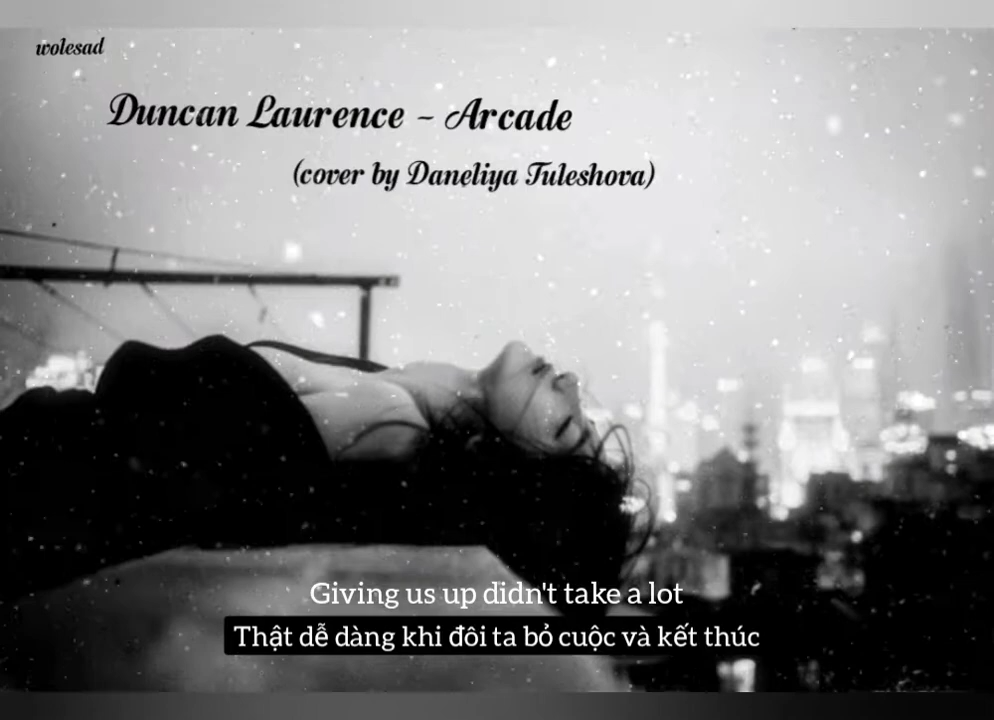 wolesad
Duncan Laurence - Arcade
(cover by Daneliya Tuleshova)
Giving us up didn't take a lot
Thật dễ dàng khi đôi ta bỏ cuộc và kết thúc